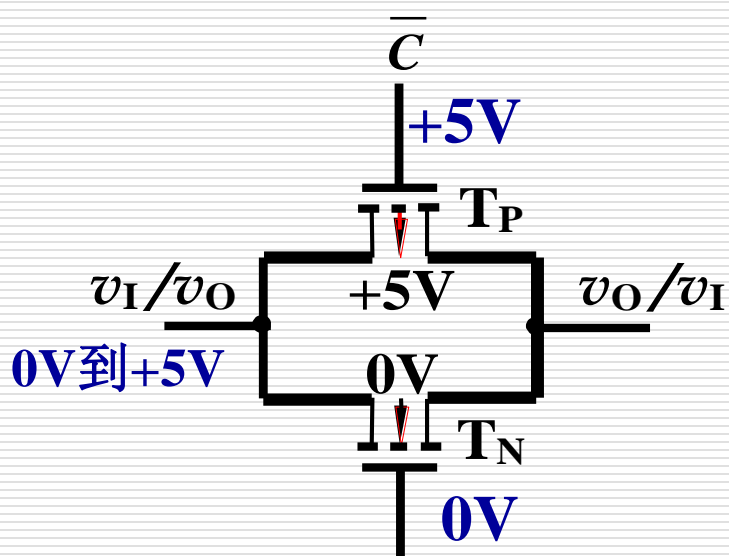 C̅
+5V
T_P
v_I/v_O
+5V
v_O/v_I
0V到+5V
0V
T_N
0V